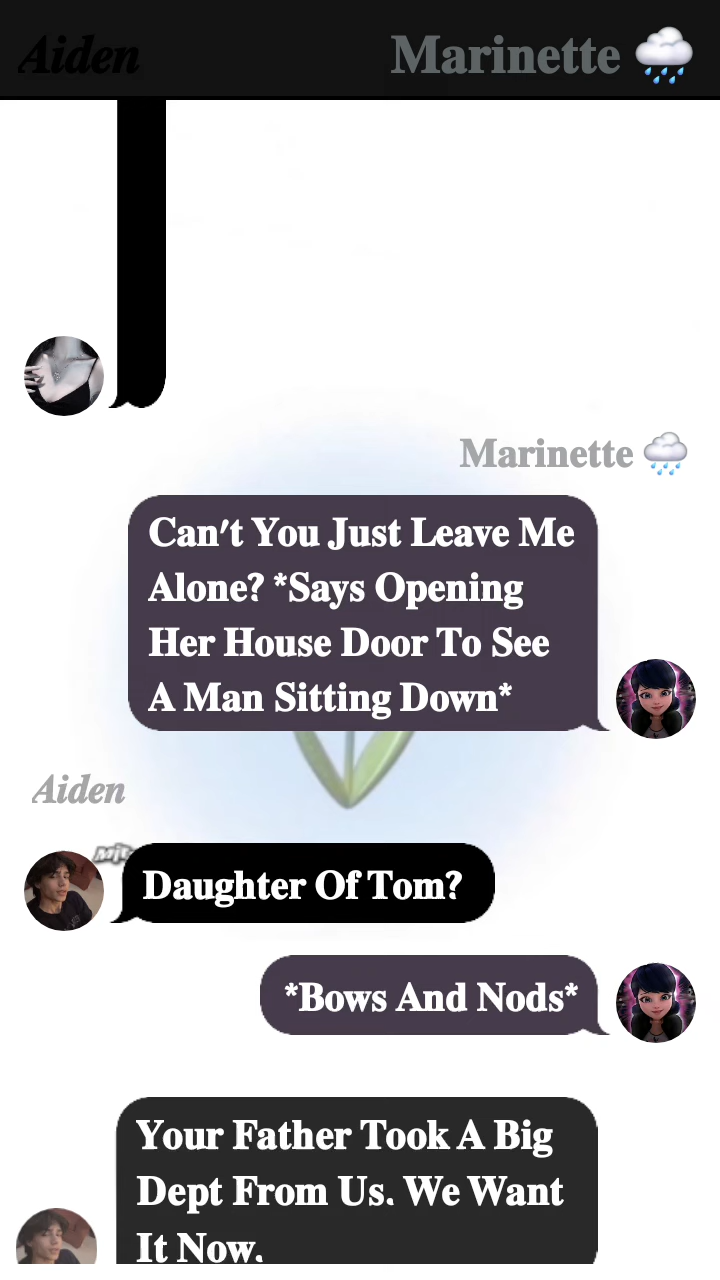 Aiden
Marinette 🌧️
Marinette 🌧️
Can't You Just Leave Me
Alone? *Says Opening
Her House Door To See
A Man Sitting Down*
Aiden
Daughter Of Tom?
*Bows And Nods*
Your Father Took A Big
Dept From Us. We Want
It Now.